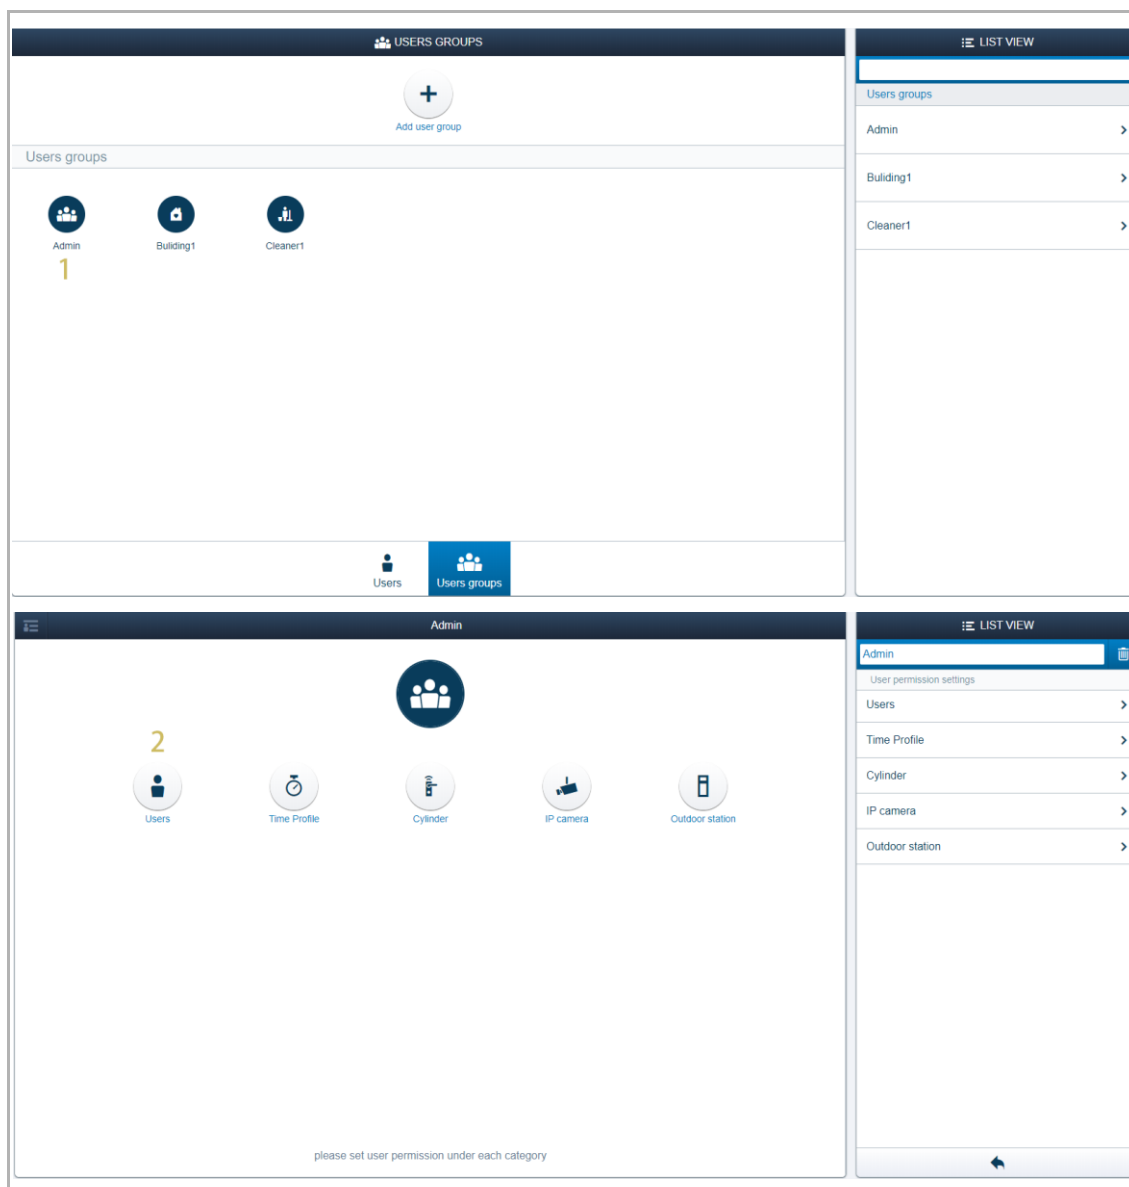 USERS GROUPS
Add user group
Users groups
Admin
Buliding1
Cleaner1
1
Users
Users groups
LIST VIEW
Users groups
Admin
Buliding1
Cleaner1
Admin
2
Users
Time Profile
Cylinder
IP camera
Outdoor station
please set user permission under each category
LIST VIEW
Admin
User permission settings
Users
Time Profile
Cylinder
IP camera
Outdoor station